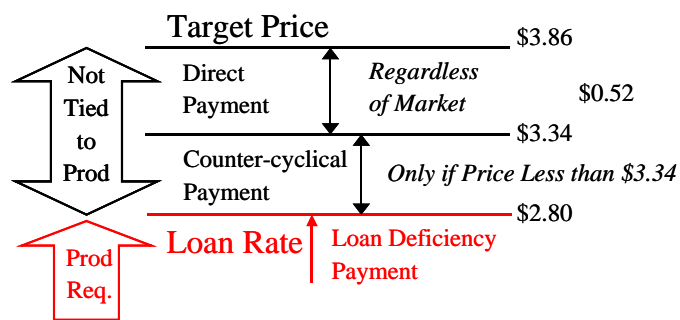 Target Price
$3.86
Not
Tied
to
Prod
Direct
Payment
Regardless
of Market
$0.52
$3.34
Counter-cyclical
Payment
Only if Price Less than $3.34
$2.80
Prod
Req.
Loan Rate
Loan Deficiency
Payment